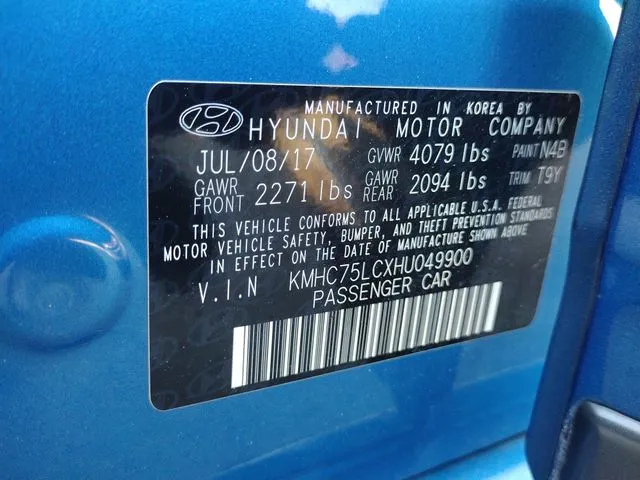 MANUFACTURED IN KOREA BY
HYUNDAI MOTOR COMPANY
JUL/08/17 GVWR 4079 lbs PAINT N4B
GAWR FRONT 2271 lbs GAWR REAR 2094 lbs TRIM T9Y
THIS VEHICLE CONFORMS TO ALL APPLICABLE U.S.A. FEDERAL
MOTOR VEHICLE SAFETY, BUMPER, AND THEFT PREVENTION STANDARDS
IN EFFECT ON THE DATE OF MANUFACTURE SHOWN ABOVE.
V.I.N KMHC75LCXHU049900
PASSENGER CAR